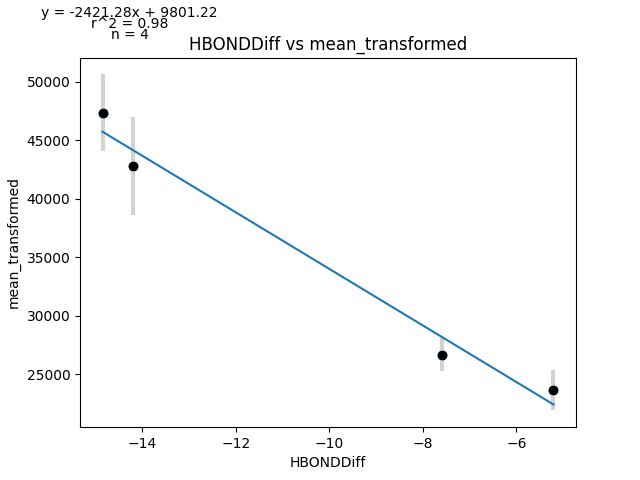 y = -2421.28x + 9801.22
r^2 = 0.98
n = 4
HBONDDiff vs mean_transformed
mean_transformed
50000
45000
40000
35000
30000
25000
−14
−12
−10
−8
−6
HBONDDiff